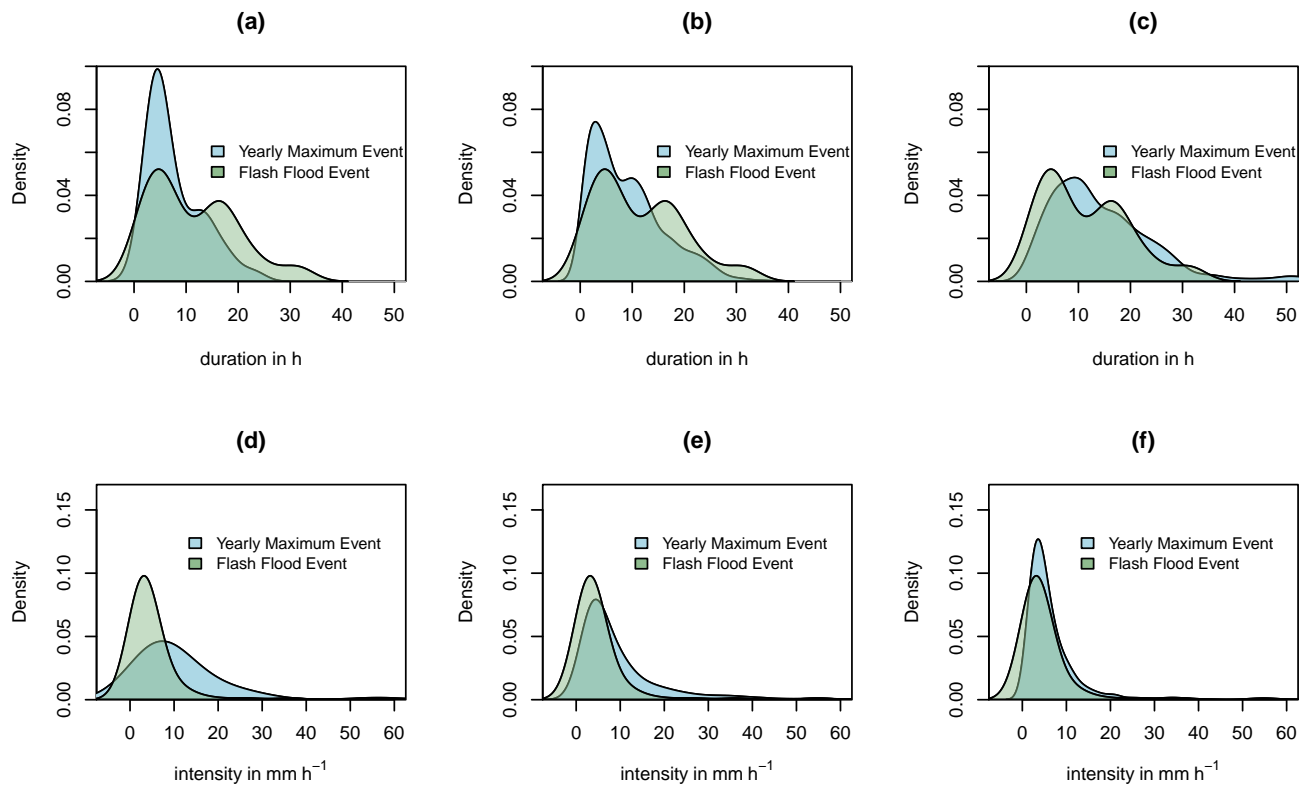 (a)
Density
0.00 0.04 0.08
Yearly Maximum Event
Flash Flood Event
0 10 20 30 40 50
duration in h
(b)
Density
0.00 0.04 0.08
Yearly Maximum Event
Flash Flood Event
0 10 20 30 40 50
duration in h
(c)
Density
0.00 0.04 0.08
Yearly Maximum Event
Flash Flood Event
0 10 20 30 40 50
duration in h
(d)
Density
0.00 0.05 0.10 0.15
Yearly Maximum Event
Flash Flood Event
0 10 20 30 40 50 60
intensity in mm h⁻¹
(e)
Density
0.00 0.05 0.10 0.15
Yearly Maximum Event
Flash Flood Event
0 10 20 30 40 50 60
intensity in mm h⁻¹
(f)
Density
0.00 0.05 0.10 0.15
Yearly Maximum Event
Flash Flood Event
0 10 20 30 40 50 60
intensity in mm h⁻¹